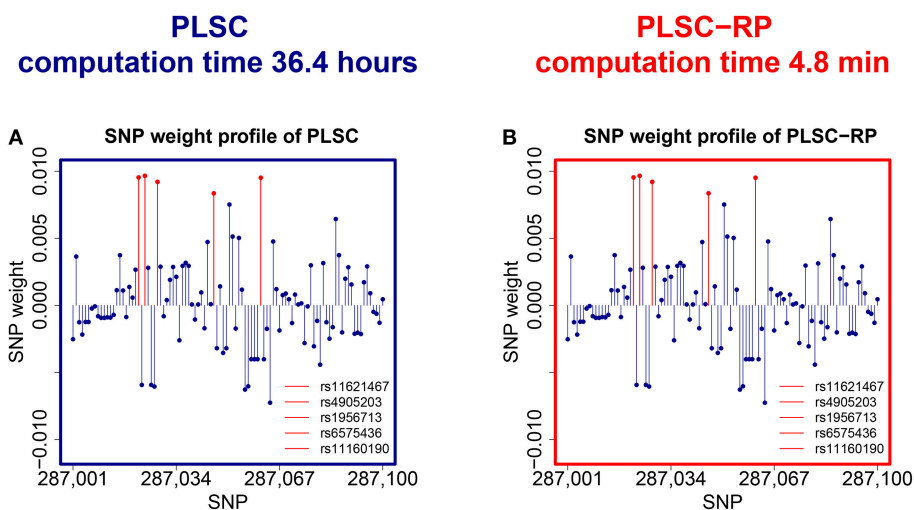 PLSC
computation time 36.4 hours
PLSC−RP
computation time 4.8 min
A
SNP weight profile of PLSC
SNP weight
0.010
0.005
0.000
−0.010
rs11621467
rs4905203
rs1956713
rs6575436
rs11160190
287,001
287,034
287,067
287,100
SNP
B
SNP weight profile of PLSC−RP
SNP weight
0.010
0.005
0.000
−0.010
rs11621467
rs4905203
rs1956713
rs6575436
rs11160190
287,001
287,034
287,067
287,100
SNP